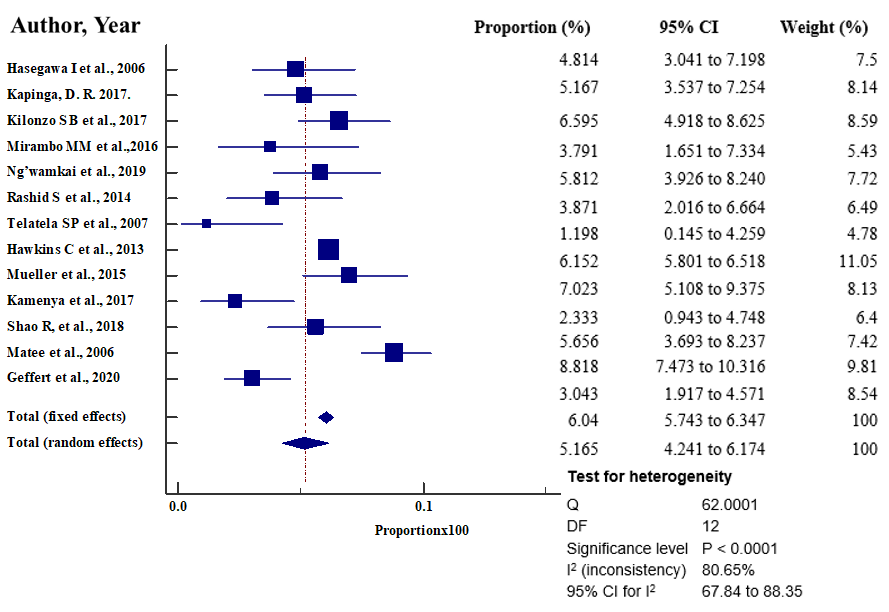 Author, Year Proportion (%) 95% CI Weight (%)
Hasegawa I et al., 2006 4.814 3.041 to 7.198 7.5
Kapinga, D. R. 2017. 5.167 3.537 to 7.254 8.14
Kilonzo SB et al., 2017 6.595 4.918 to 8.625 8.59
Mirambo MM et al.,2016 3.791 1.651 to 7.334 5.43
Ng’wamkai et al., 2019 5.812 3.926 to 8.240 7.72
Rashid S et al., 2014 3.871 2.016 to 6.664 6.49
Telatela SP et al., 2007 1.198 0.145 to 4.259 4.78
Hawkins C et al., 2013 6.152 5.801 to 6.518 11.05
Mueller et al., 2015 7.023 5.108 to 9.375 8.13
Kamenya et al., 2017 2.333 0.943 to 4.748 6.4
Shao R, et al., 2018 5.656 3.693 to 8.237 7.42
Matee et al., 2006 8.818 7.473 to 10.316 9.81
Geffert et al., 2020 3.043 1.917 to 4.571 8.54
Total (fixed effects) 6.04 5.743 to 6.347 100
Total (random effects) 5.165 4.241 to 6.174 100
0.0 0.1
Proportionx100
Test for heterogeneity
Q 62.0001
DF 12
Significance level P < 0.0001
I² (inconsistency) 80.65%
95% CI for I² 67.84 to 88.35